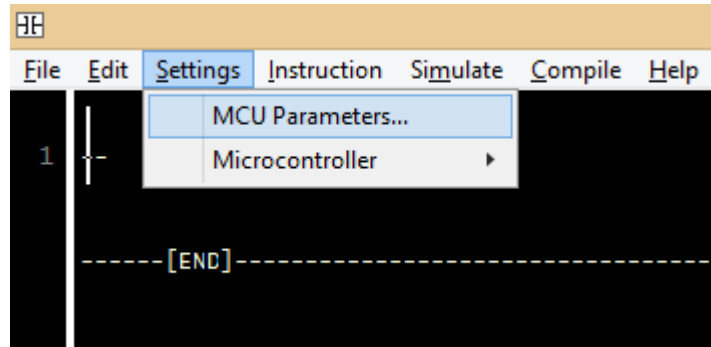 File Edit Settings Instruction Simulate Compile Help
MCU Parameters...
1
Microcontroller
------[END]----------------------------------